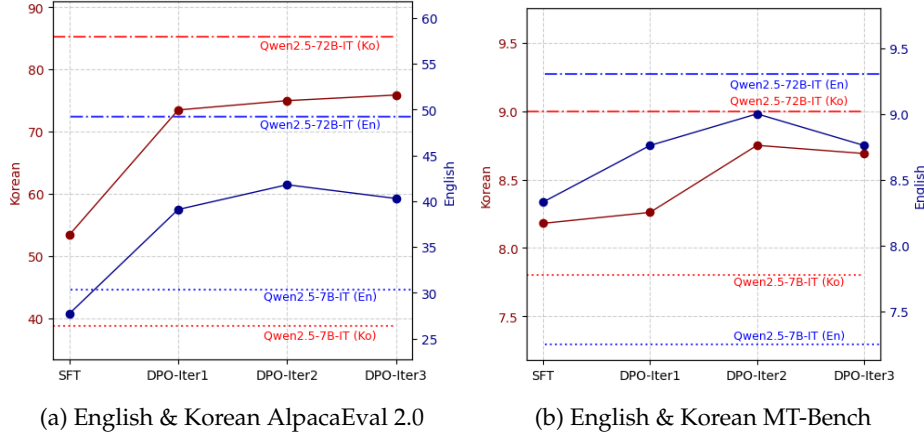 90
80
70
60
50
40
Korean
60
55
50
45
40
35
30
25
English
Qwen2.5-72B-IT (Ko)
Qwen2.5-72B-IT (En)
Qwen2.5-7B-IT (En)
Qwen2.5-7B-IT (Ko)
SFT DPO-Iter1 DPO-Iter2 DPO-Iter3
(a) English & Korean AlpacaEval 2.0
9.5
9.0
8.5
8.0
7.5
Korean
9.5
9.0
8.5
8.0
7.5
English
Qwen2.5-72B-IT (En)
Qwen2.5-72B-IT (Ko)
Qwen2.5-7B-IT (Ko)
Qwen2.5-7B-IT (En)
SFT DPO-Iter1 DPO-Iter2 DPO-Iter3
(b) English & Korean MT-Bench